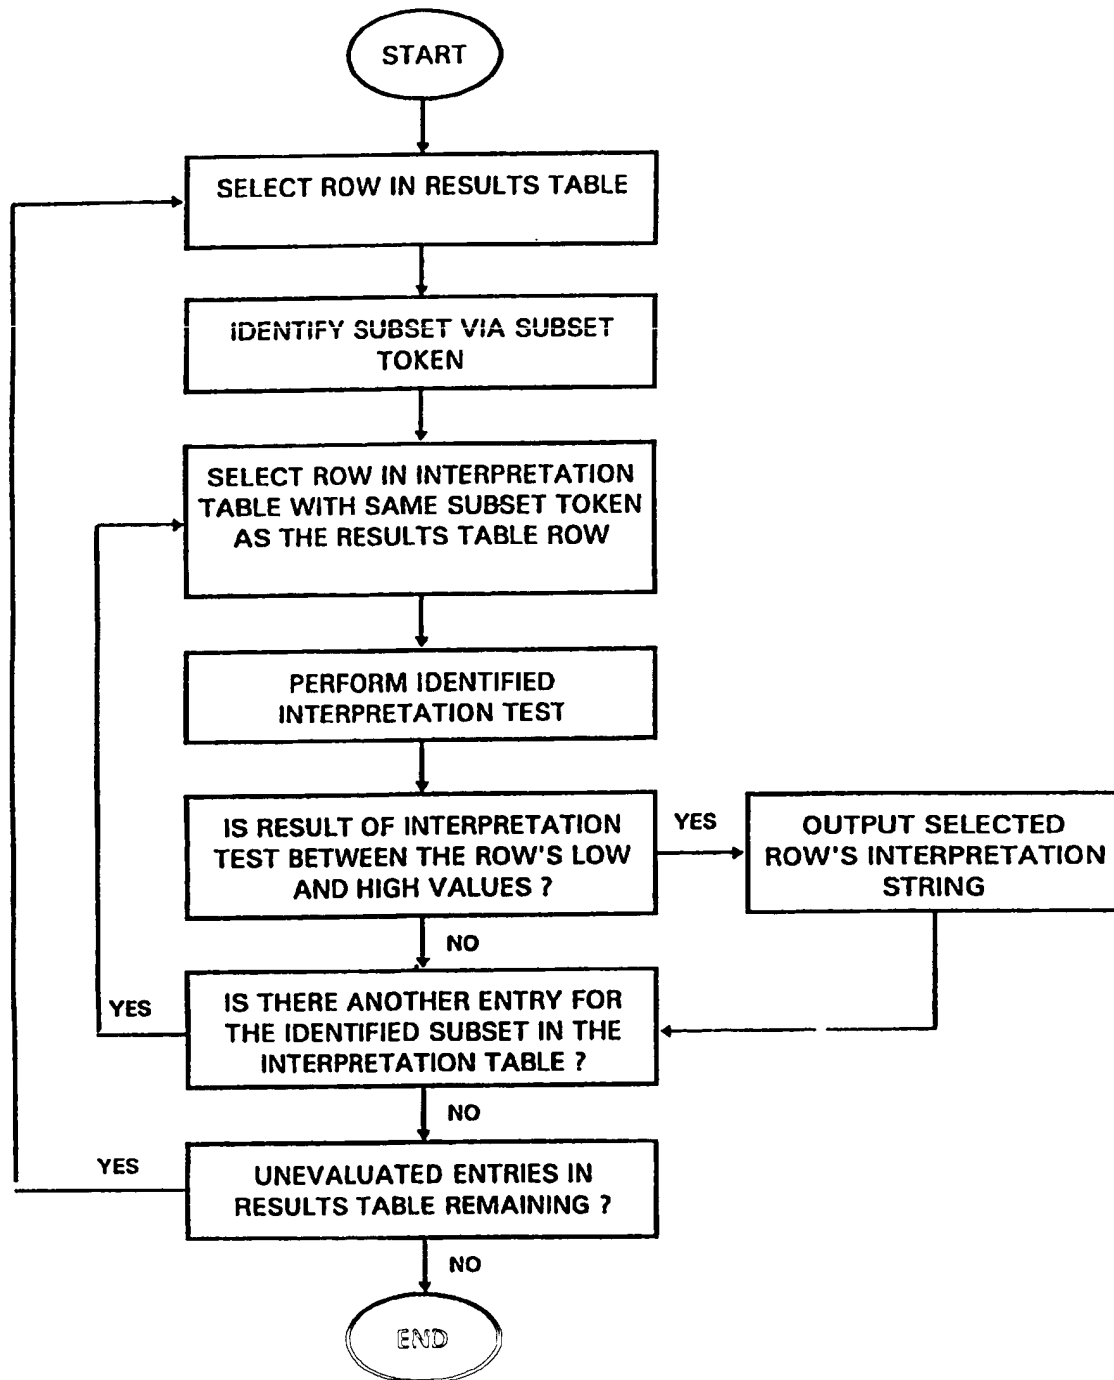 START
SELECT ROW IN RESULTS TABLE
IDENTIFY SUBSET VIA SUBSET
TOKEN
SELECT ROW IN INTERPRETATION
TABLE WITH SAME SUBSET TOKEN
AS THE RESULTS TABLE ROW
PERFORM IDENTIFIED
INTERPRETATION TEST
IS RESULT OF INTERPRETATION
TEST BETWEEN THE ROW'S LOW
AND HIGH VALUES ?
YES
OUTPUT SELECTED
ROW'S INTERPRETATION
STRING
NO
IS THERE ANOTHER ENTRY FOR
THE IDENTIFIED SUBSET IN THE
INTERPRETATION TABLE ?
YES
NO
UNEVALUATED ENTRIES IN
RESULTS TABLE REMAINING ?
YES
NO
END